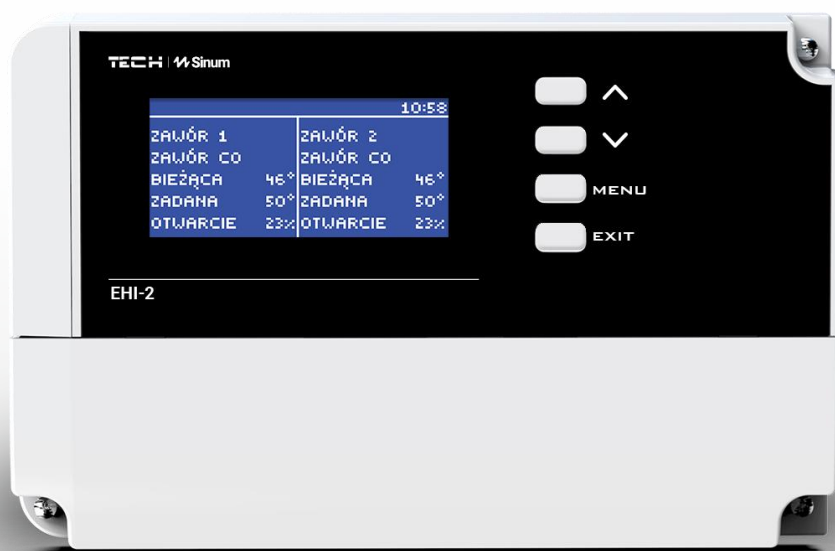 TECH Sinum
10:58
ZAWÓR 1 ZAWÓR 2
ZAWÓR CO ZAWÓR CO
BIEŻĄCA 46° BIEŻĄCA 46°
ZADANA 50° ZADANA 50°
OTWARCIE 23% OTWARCIE 23%
MENU
EXIT
EHI-2